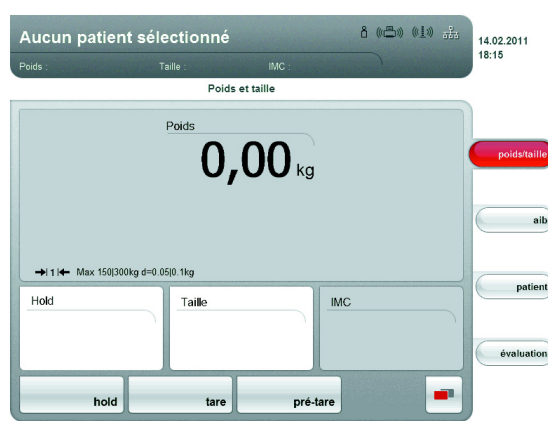 Aucun patient sélectionné
14.02.2011
18:15
Poids : Taille : IMC :
Poids et taille
Poids
0,00 kg
poids/taille
aib
patient
évaluation
1 Max 150|300kg d=0.05|0.1kg
Hold Taille IMC
hold tare pré-tare